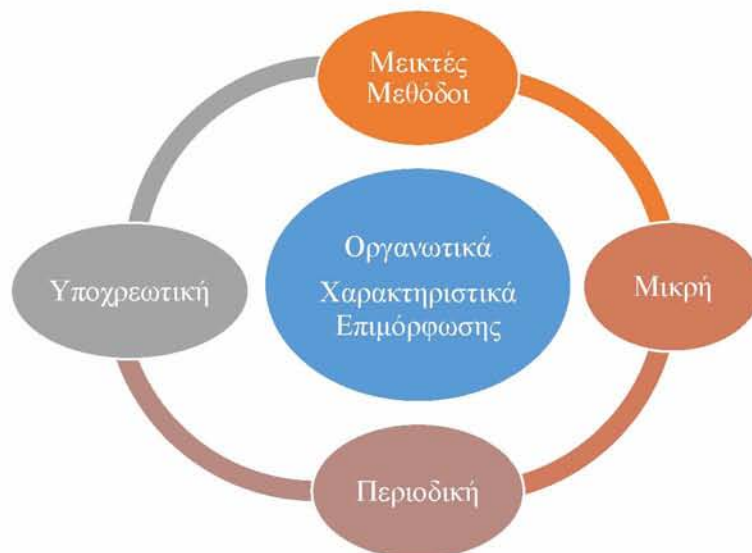 Μεικτές
Μεθόδοι
Οργανωτικά
Χαρακτηριστικά
Επιμόρφωσης
Υποχρεωτική
Μικρή
Περιοδική